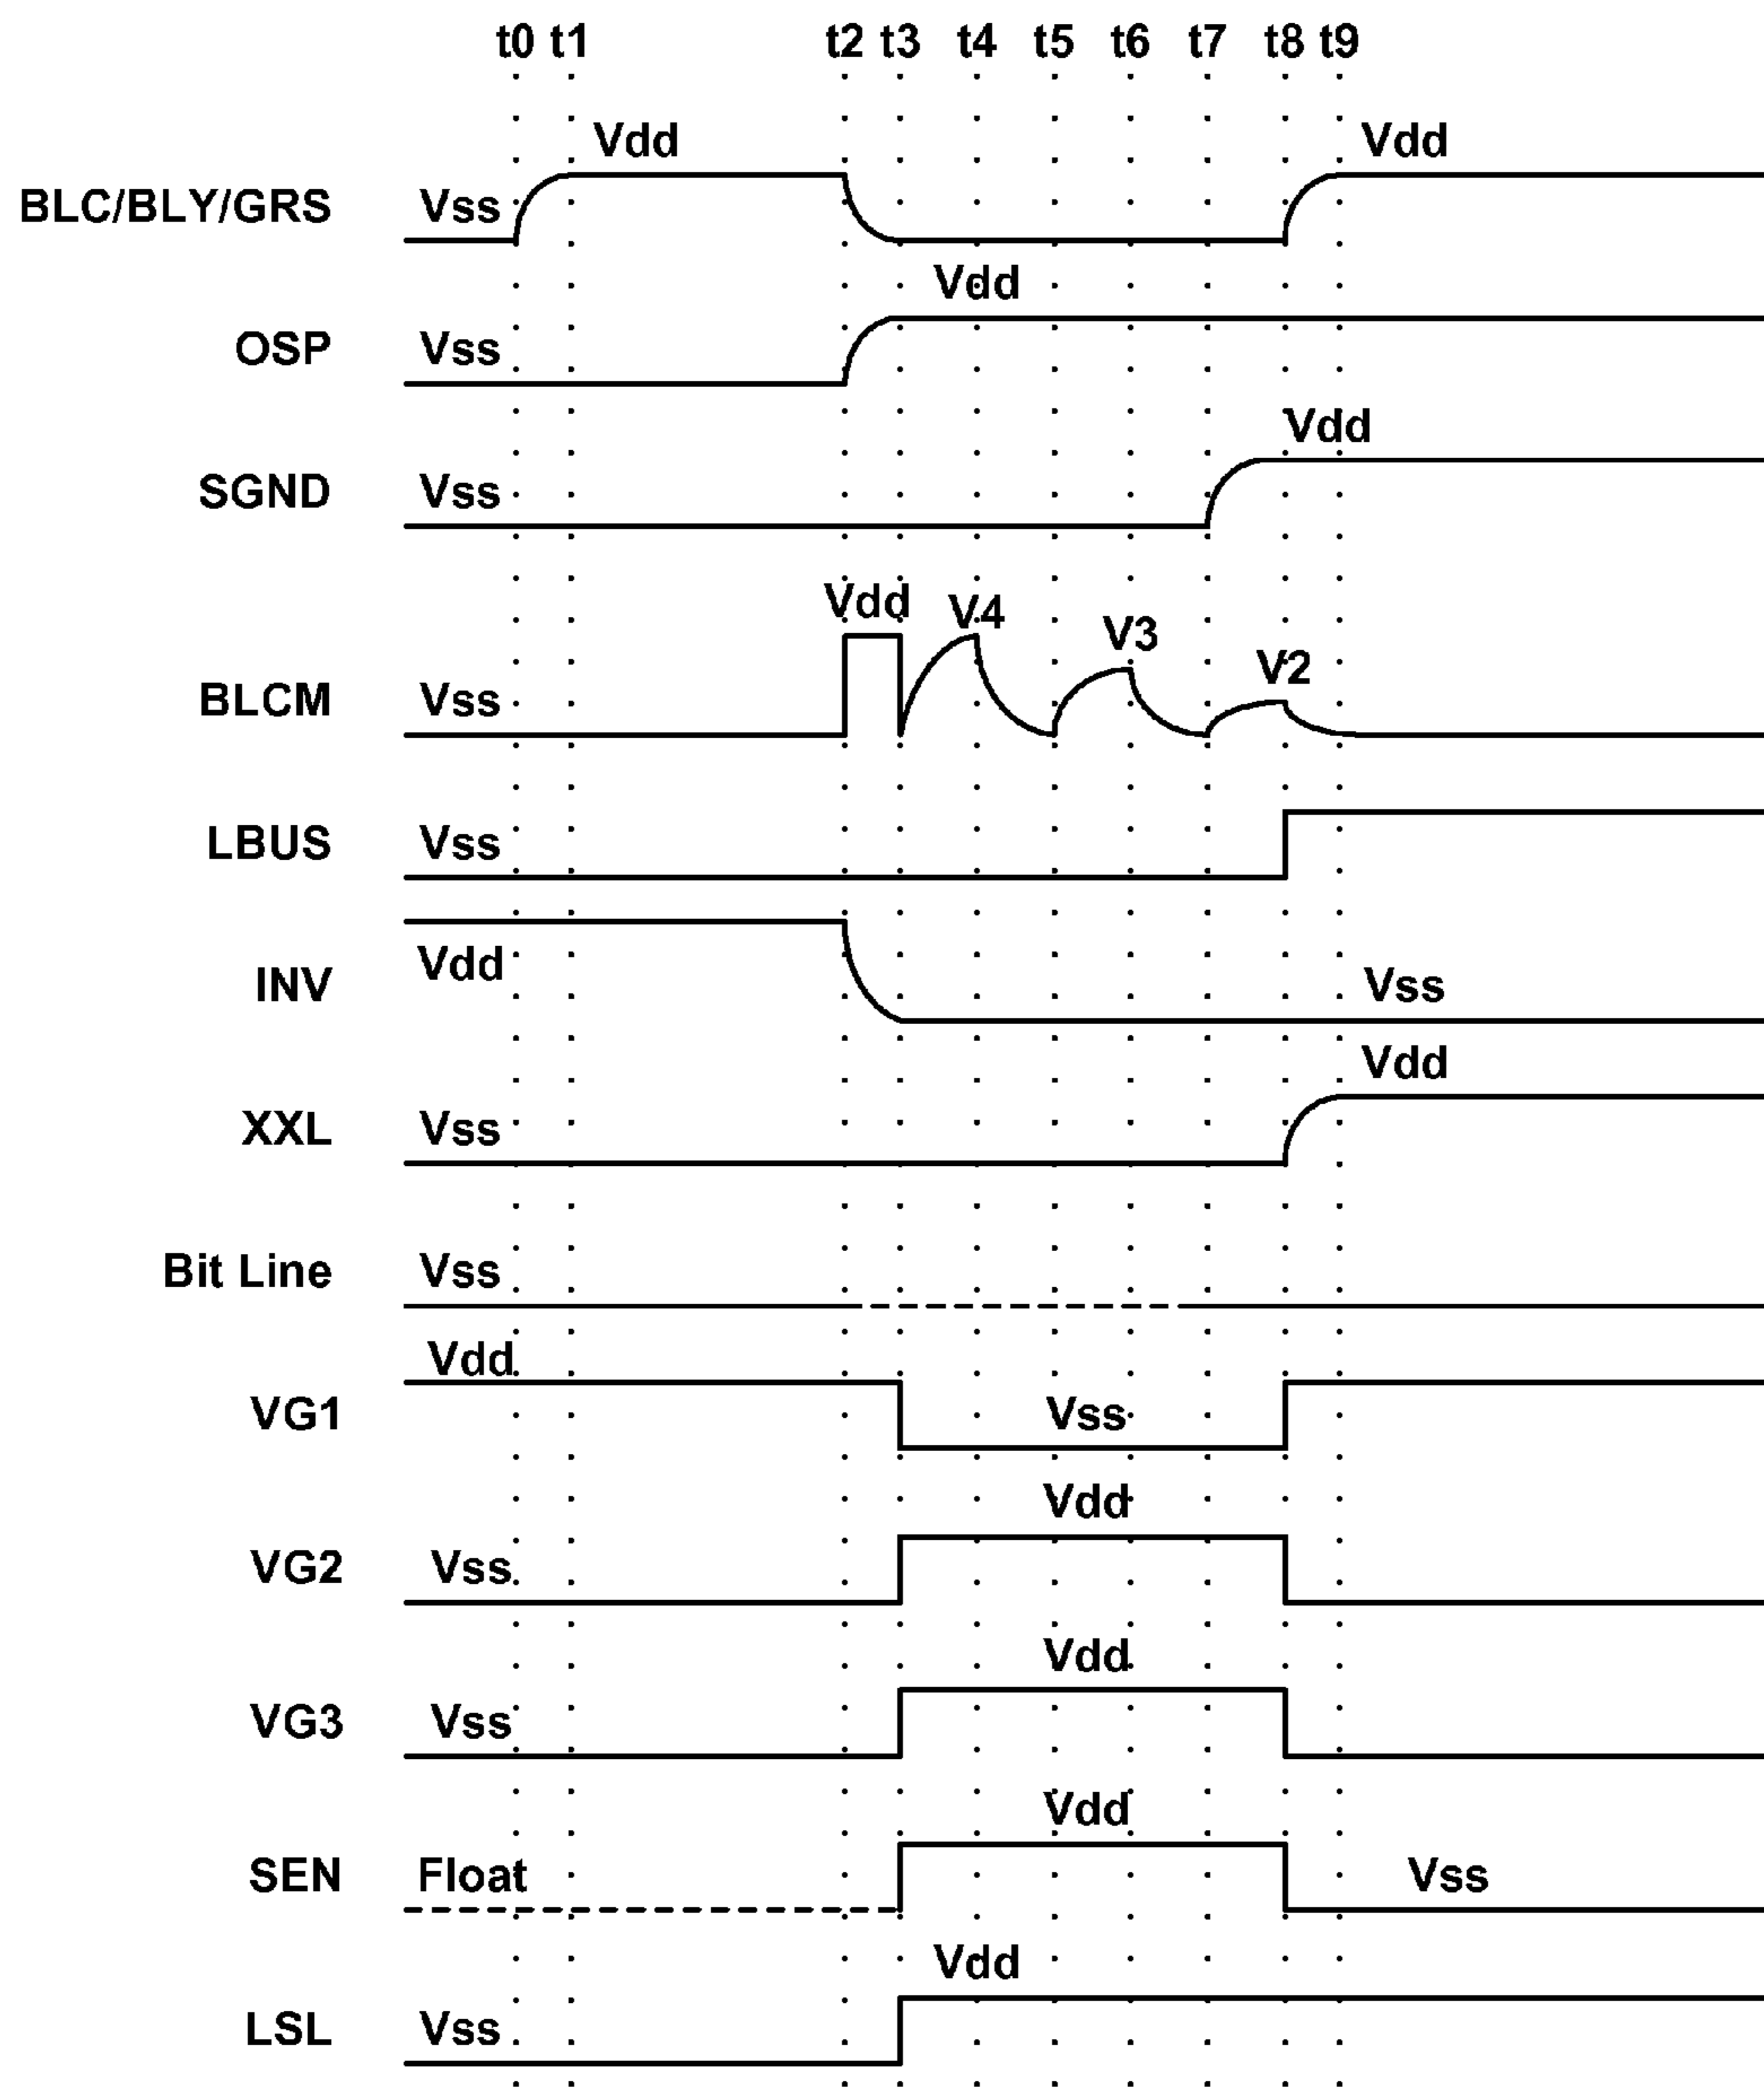 t0 t1 t2 t3 t4 t5 t6 t7 t8 t9
Vdd Vdd
BLC/BLY/GRS Vss
Vdd
OSP Vss
Vdd
SGND Vss
Vdd V4 V3 V2
BLCM Vss
LBUS Vss
Vdd
INV Vss
Vdd
XXL Vss
Bit Line Vss
Vdd
VG1 Vss
Vdd
VG2 Vss
Vdd
VG3 Vss
Vdd
SEN Float Vss
Vdd
LSL Vss